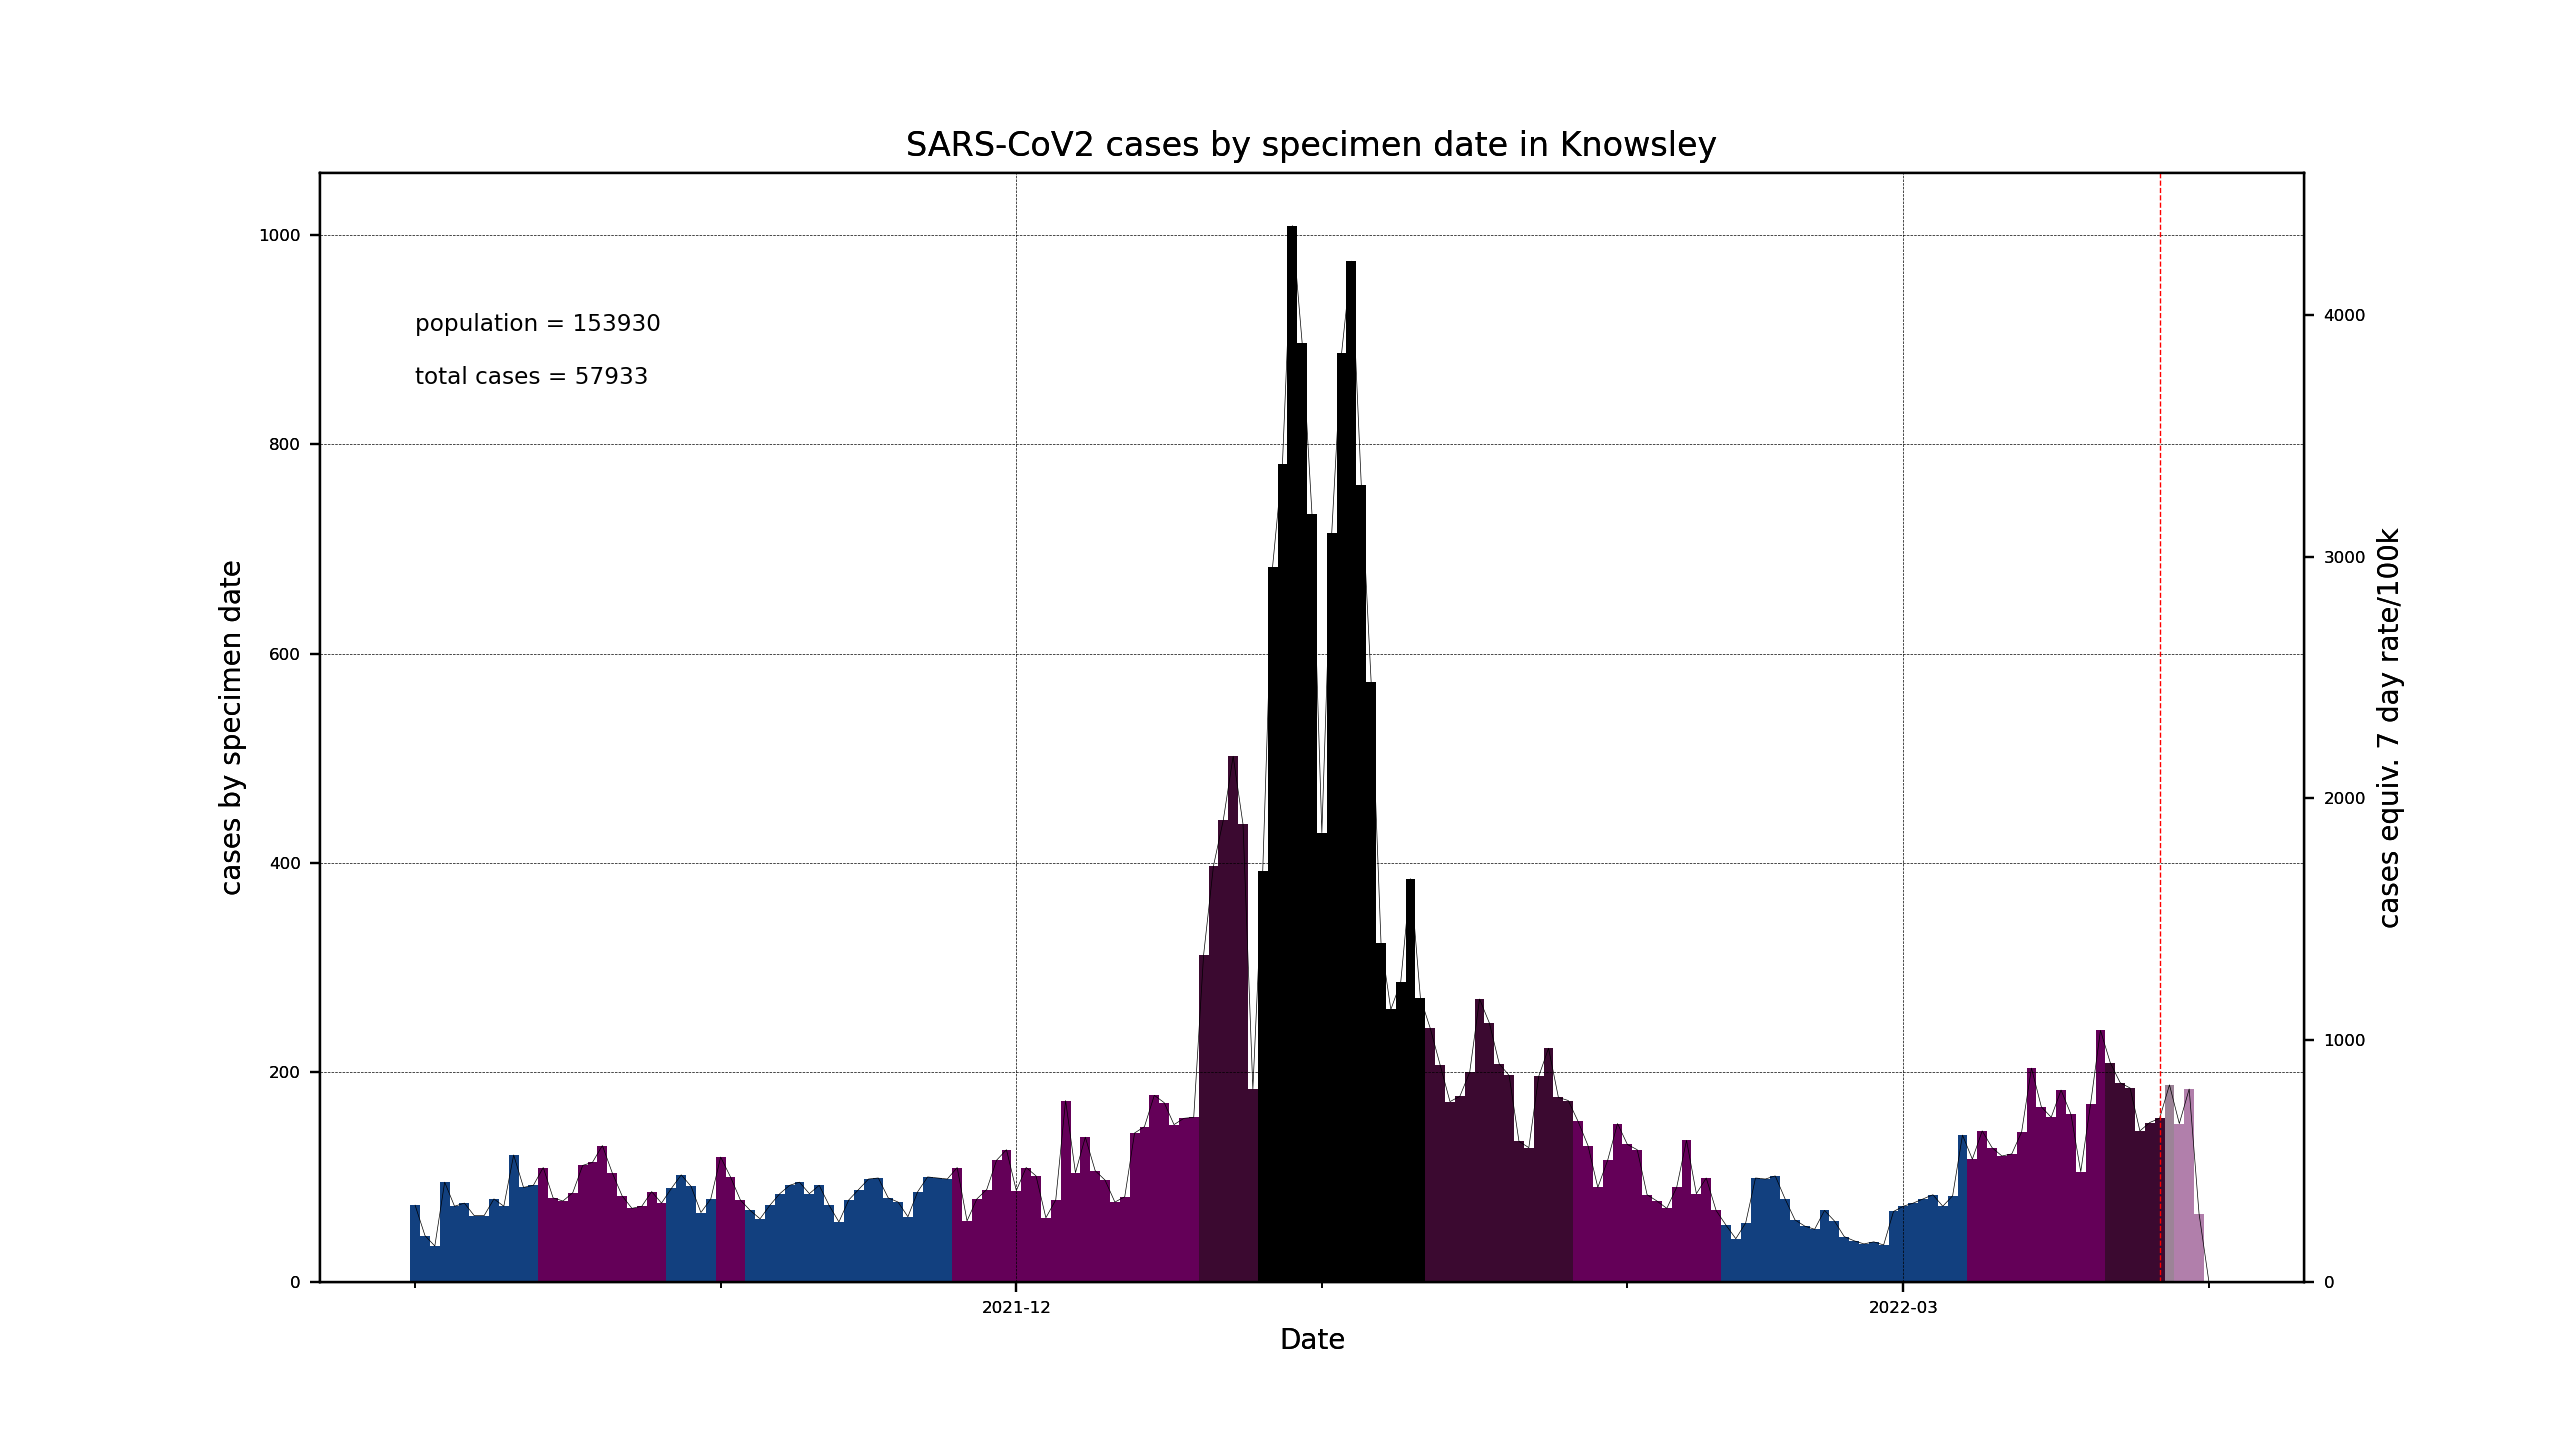 SARS-CoV2 cases by specimen date in Knowsley
population = 153930
total cases = 57933
cases by specimen date
1000
800
600
400
200
0
cases equiv. 7 day rate/100k
4000
3000
2000
1000
0
2021-12
2022-03
Date